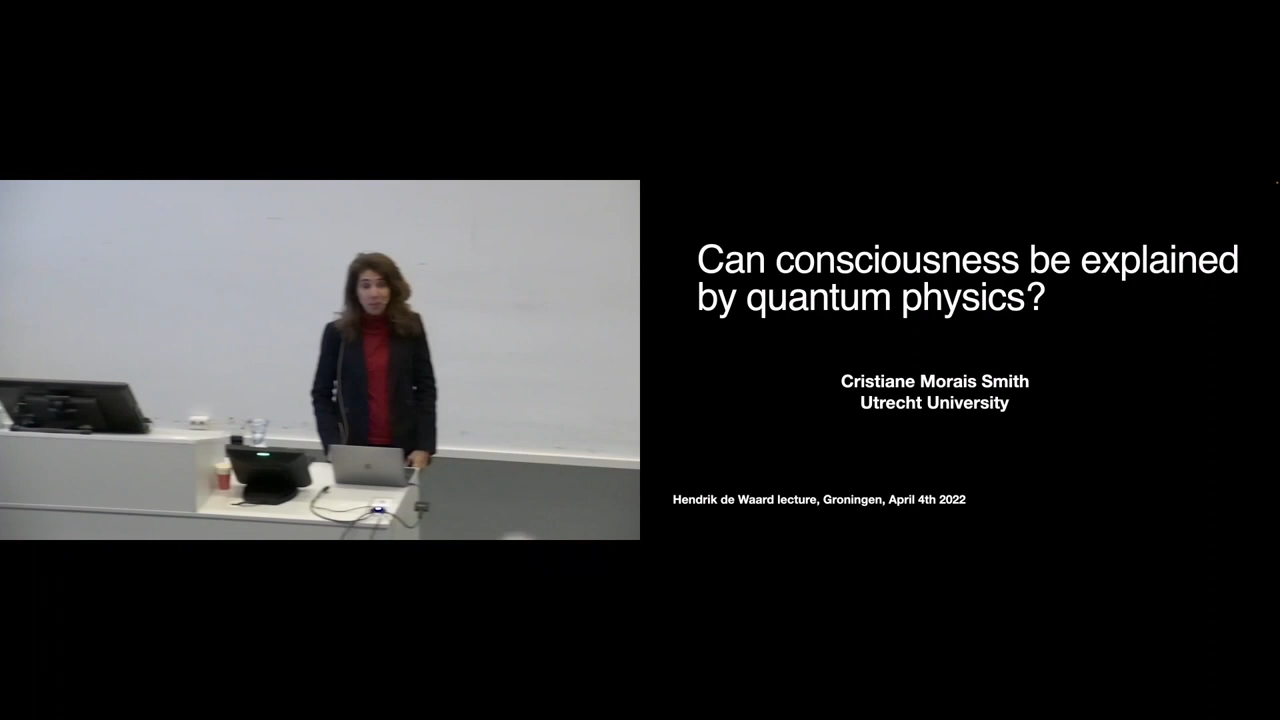 Can consciousness be explained
by quantum physics?
Cristiane Morais Smith
Utrecht University
Hendrik de Waard lecture, Groningen, April 4th 2022